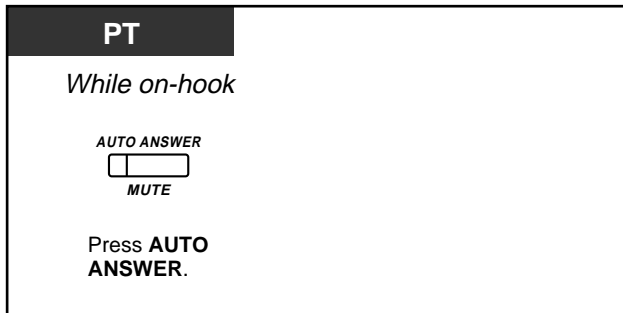 PT
While on-hook
AUTO ANSWER
MUTE
Press AUTO
ANSWER.